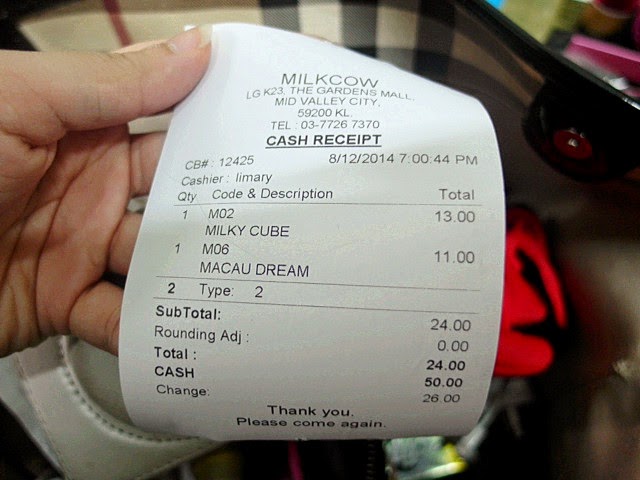 MILKCOW
LG K23, THE GARDENS MALL,
MID VALLEY CITY,
59200 KL.
TEL : 03-7726 7370
CASH RECEIPT
CB# : 12425 8/12/2014 7:00:44 PM
Cashier : limary
Qty Code & Description Total
1 M02 13.00
MILKY CUBE
1 M06 11.00
MACAU DREAM
2 Type: 2
SubTotal: 24.00
Rounding Adj : 0.00
Total : 24.00
CASH 50.00
Change: 26.00
Thank you.
Please come again.